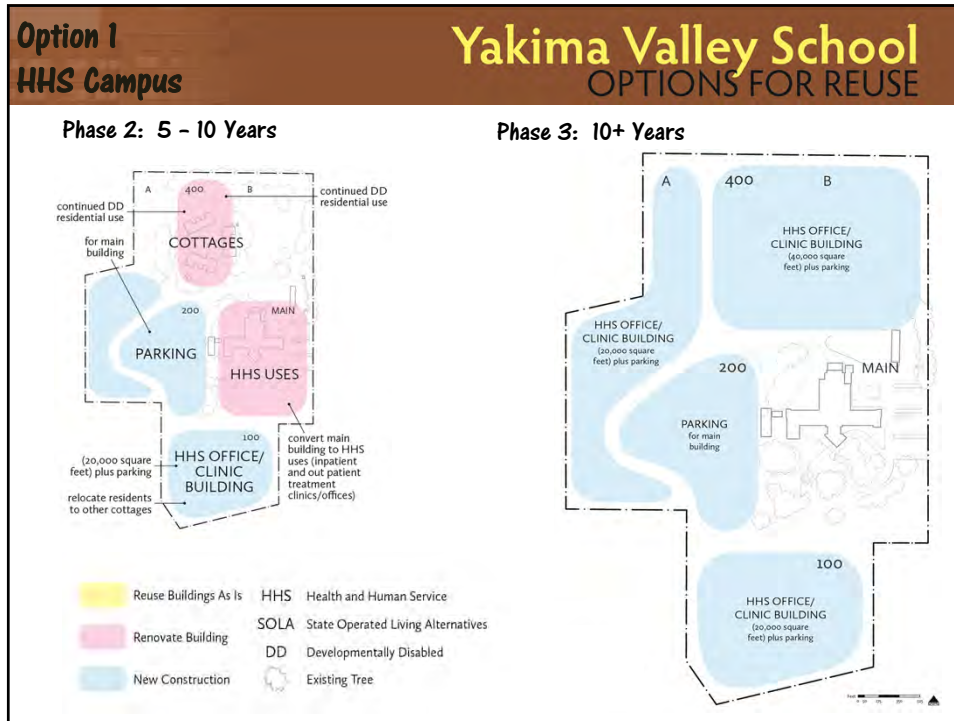 Option 1
HHS Campus
Yakima Valley School
OPTIONS FOR REUSE
Phase 2: 5 - 10 Years
A
400
B
continued DD
residential use
continued DD
residential use
COTTAGES
for main
building
200
MAIN
PARKING
HHS USES
100
HHS OFFICE/
CLINIC
BUILDING
(20,000 square
feet) plus parking
relocate residents
to other cottages
convert main
building to HHS
uses (inpatient
and out patient
treatment
clinics/offices)
Phase 3: 10+ Years
A
400
B
HHS OFFICE/
CLINIC BUILDING
(40,000 square
feet) plus parking
HHS OFFICE/
CLINIC BUILDING
(20,000 square
feet) plus parking
200
MAIN
PARKING
for main
building
100
HHS OFFICE/
CLINIC BUILDING
(20,000 square
feet) plus parking
Reuse Buildings As Is
Renovate Building
New Construction
HHS Health and Human Service
SOLA State Operated Living Alternatives
DD Developmentally Disabled
Existing Tree